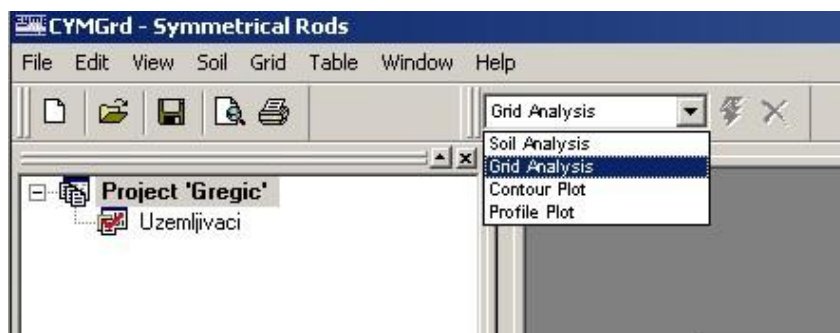 CYMGrd - Symmetrical Rods
File Edit View Soil Grid Table Window Help
Grid Analysis
Soil Analysis
Grid Analysis
Contour Plot
Profile Plot
Project 'Gregic'
Uzemljivaci